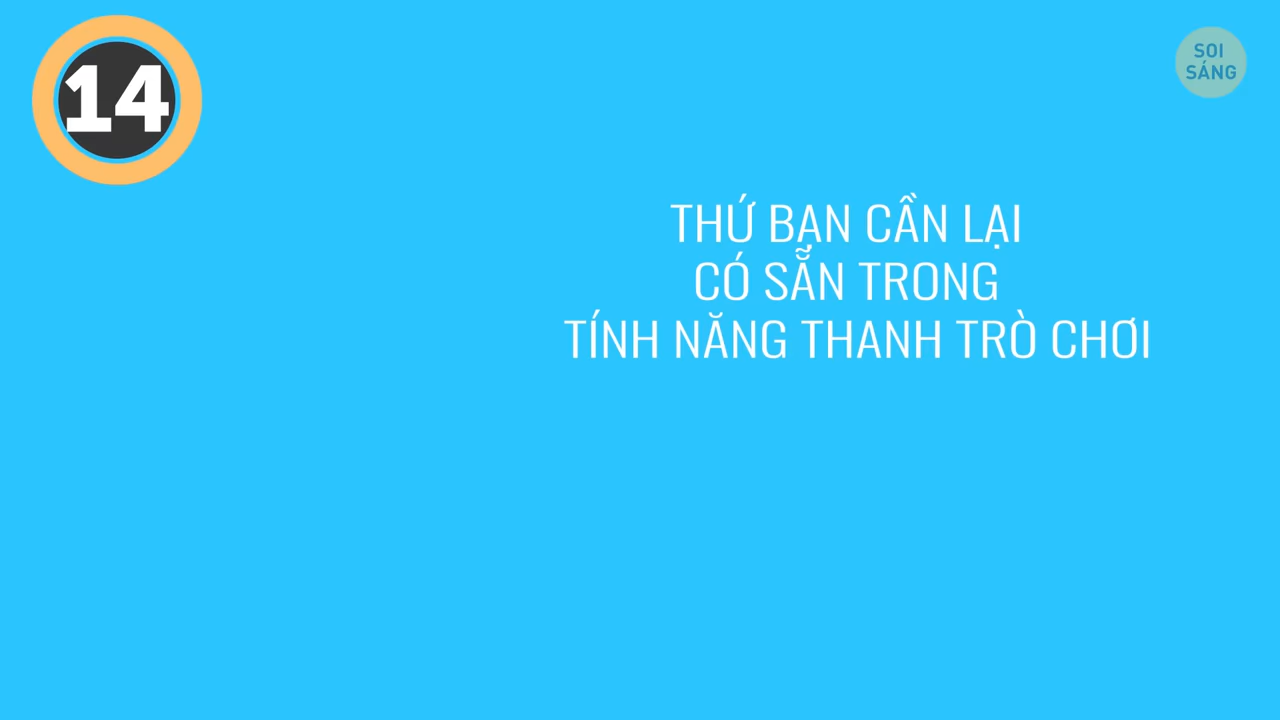 14
SOI
SÁNG
THỨ BẠN CẦN LẠI
CÓ SẴN TRONG
TÍNH NĂNG THANH TRÒ CHƠI